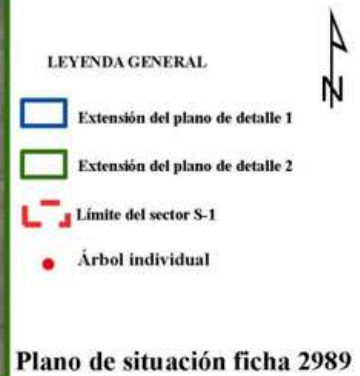 N
LEYENDA GENERAL
Extensión del plano de detalle 1
Extensión del plano de detalle 2
Límite del sector S-1
Árbol individual
Plano de situación ficha 2989